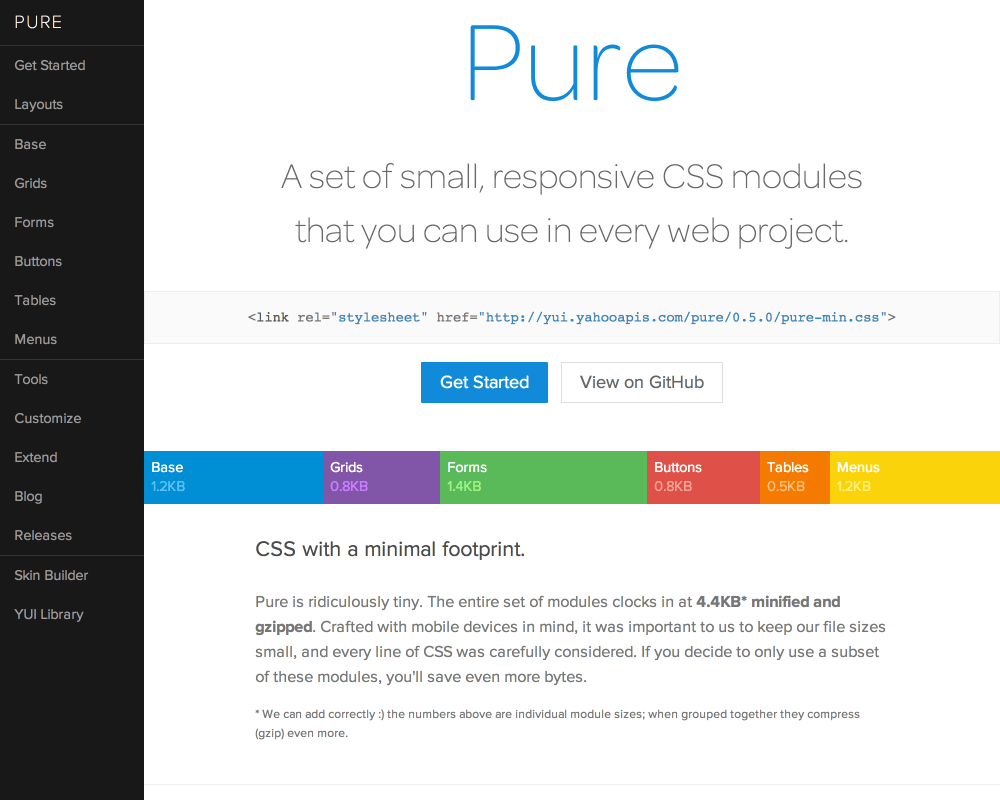 PURE
Get Started
Layouts
Base
Grids
Forms
Buttons
Tables
Menus
Tools
Customize
Extend
Blog
Releases
Skin Builder
YUI Library
Pure
A set of small, responsive CSS modules
that you can use in every web project.
<link rel="stylesheet" href="http://yui.yahooapis.com/pure/0.5.0/pure-min.css">
Get Started View on GitHub
Base Grids Forms Buttons Tables Menus
1.2KB 0.8KB 1.4KB 0.8KB 0.5KB 1.2KB
CSS with a minimal footprint.
Pure is ridiculously tiny. The entire set of modules clocks in at 4.4KB* minified and
gzipped. Crafted with mobile devices in mind, it was important to us to keep our file sizes
small, and every line of CSS was carefully considered. If you decide to only use a subset
of these modules, you'll save even more bytes.
* We can add correctly :) the numbers above are individual module sizes; when grouped together they compress
(gzip) even more.